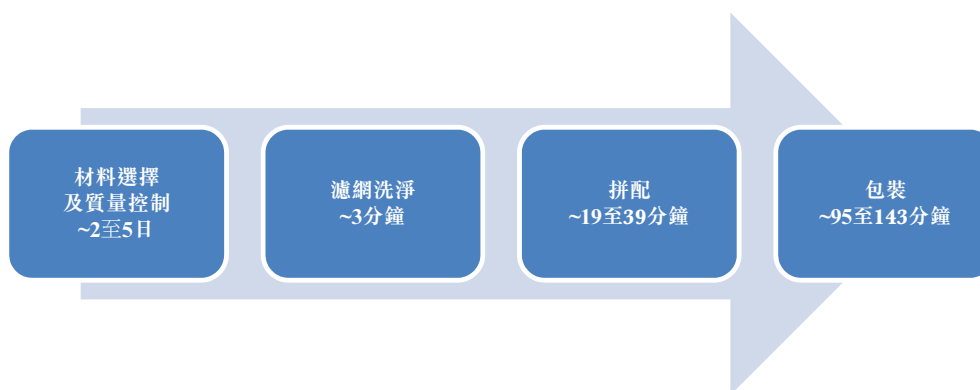 材料選擇
及質量控制
~2至5日
濾網洗淨
~3分鐘
拼配
~19至39分鐘
包裝
~95至143分鐘